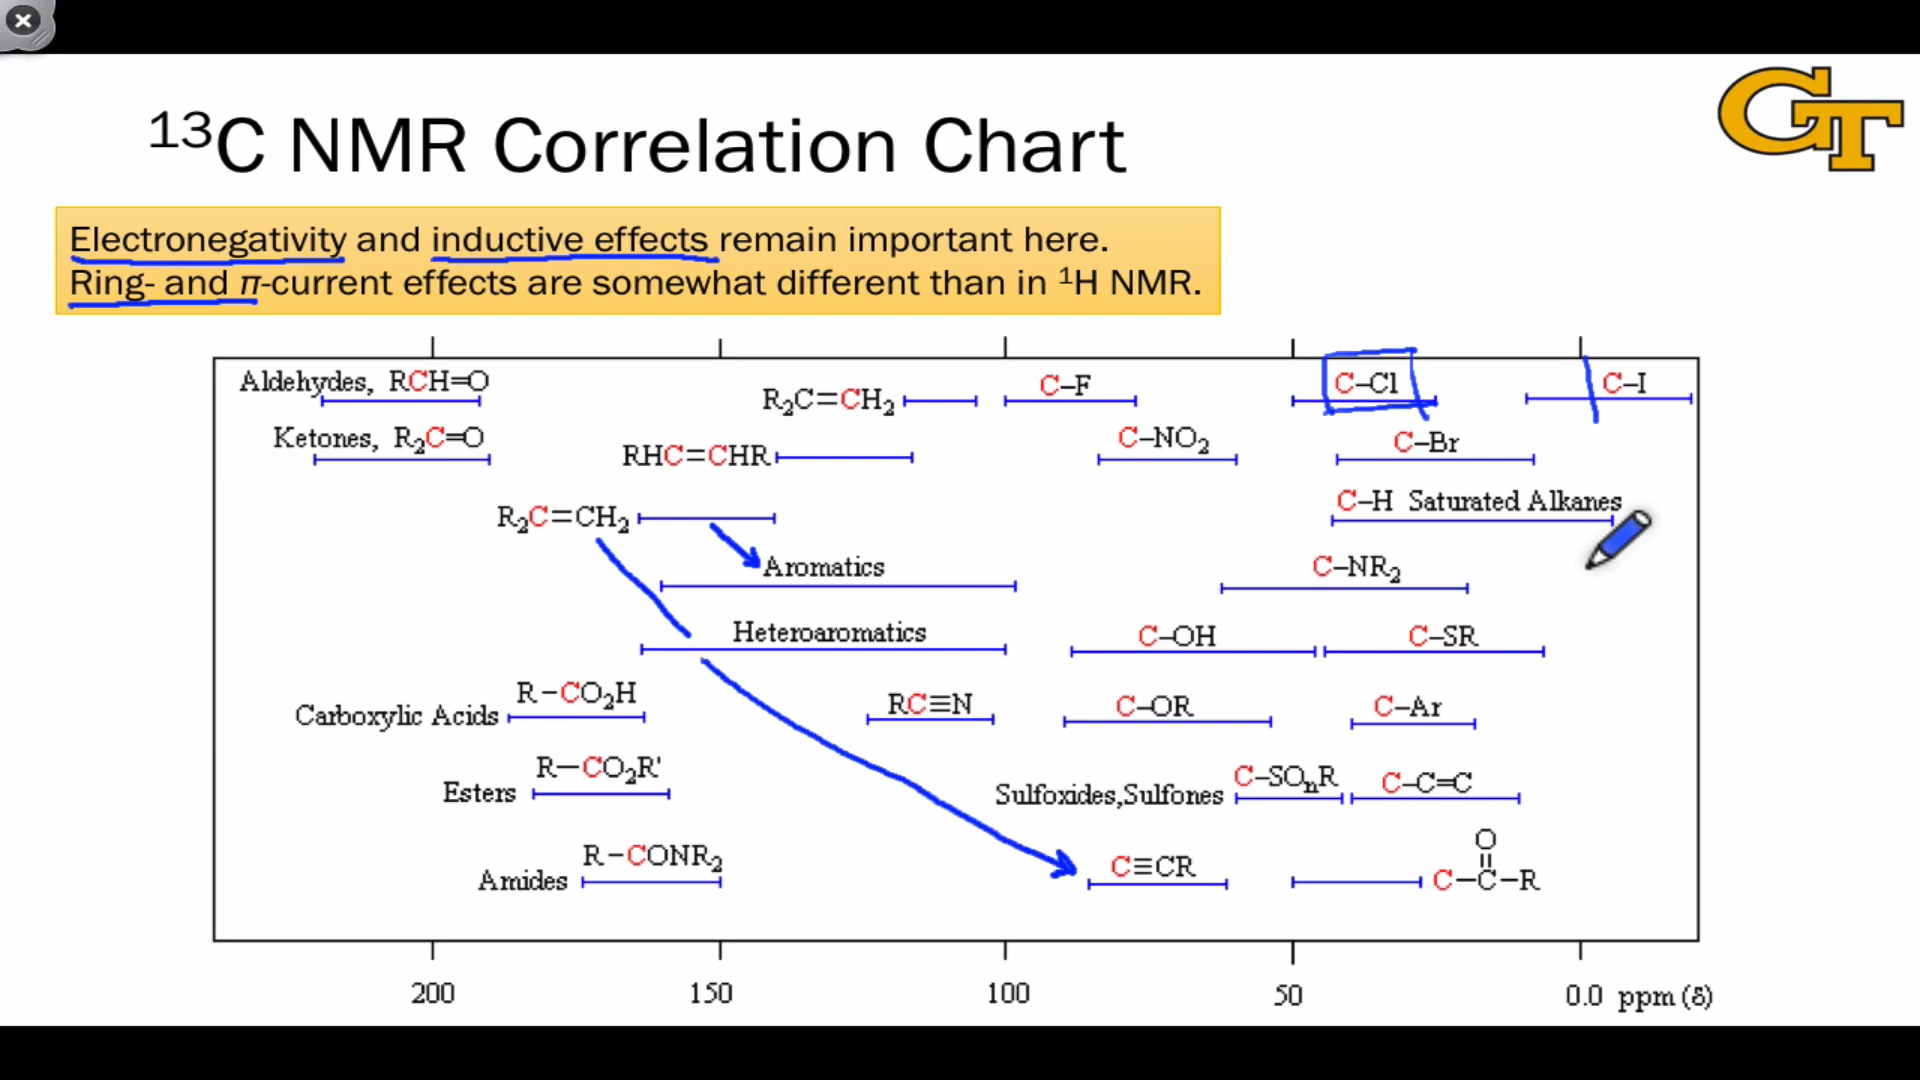 GT
¹³C NMR Correlation Chart
Electronegativity and inductive effects remain important here.
Ring- and π-current effects are somewhat different than in ¹H NMR.
Aldehydes, RCH=O
R₂C=CH₂
C–F
C–Cl
C–I
Ketones, R₂C=O
RHC=CHR
C–NO₂
C–Br
R₂C=CH₂
C–H Saturated Alkanes
Aromatics
C–NR₂
Heteroaromatics
C–OH
C–SR
Carboxylic Acids R–CO₂H
RC≡N
C–OR
C–Ar
Esters R–CO₂R'
Sulfoxides,Sulfones C–SOₙR
C–C=C
Amides R–CONR₂
C≡CR
O
C–C–R
200 150 100 50 0.0 ppm (δ)